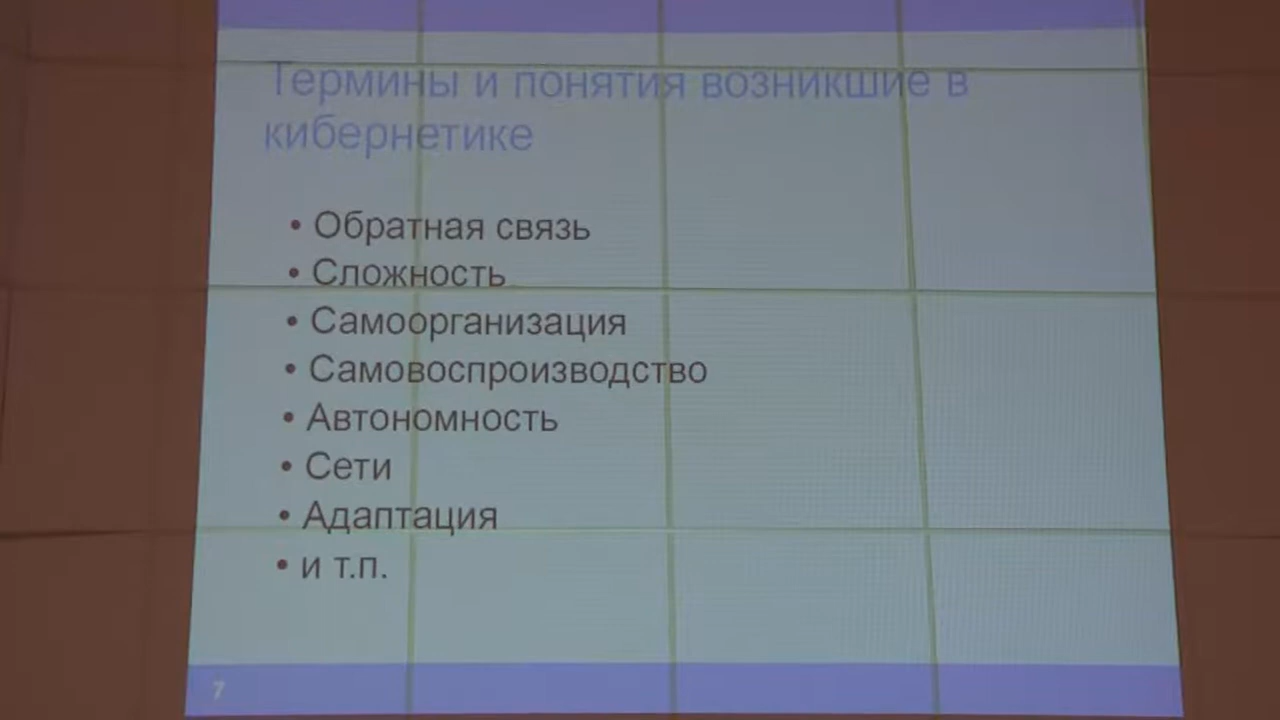 Термины и понятия возникшие в
кибернетике
• Обратная связь
• Сложность
• Самоорганизация
• Самовоспроизводство
• Автономность
• Сети
• Адаптация
• и т.п.
7